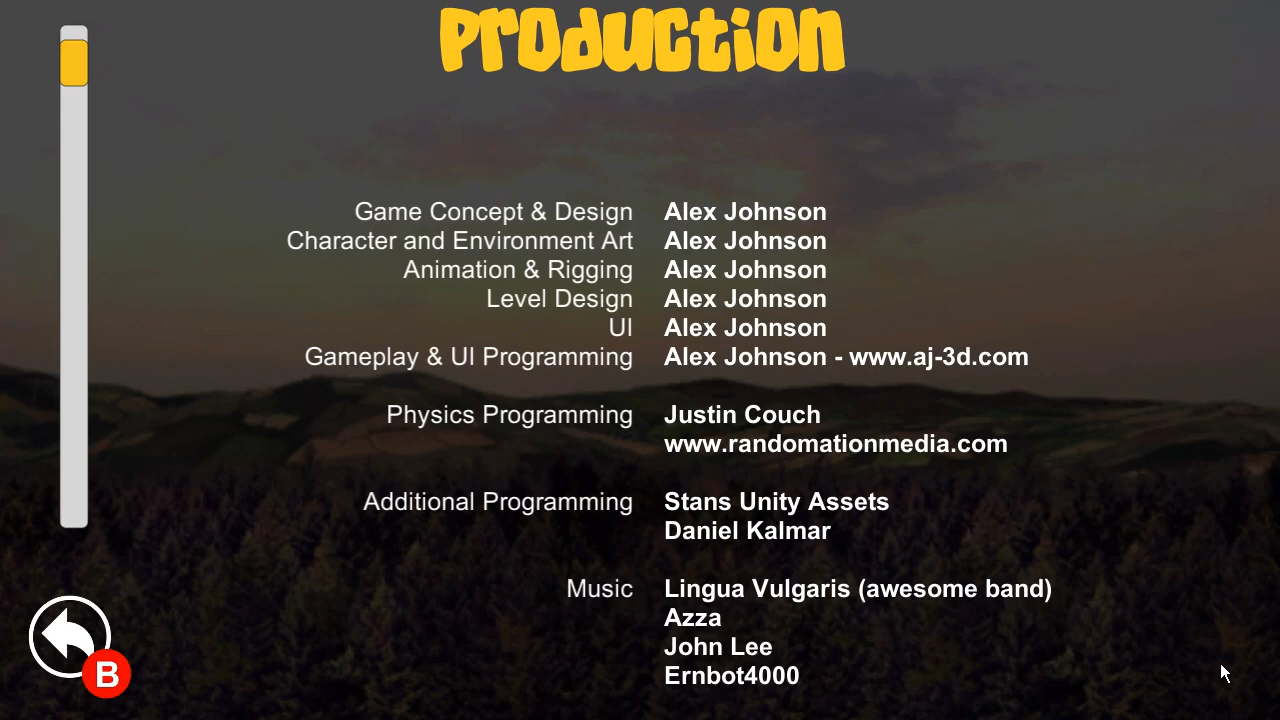 Production
Game Concept & Design Alex Johnson
Character and Environment Art Alex Johnson
Animation & Rigging Alex Johnson
Level Design Alex Johnson
UI Alex Johnson
Gameplay & UI Programming Alex Johnson - www.aj-3d.com
Physics Programming Justin Couch
www.randomationmedia.com
Additional Programming Stans Unity Assets
Daniel Kalmar
Music Lingua Vulgaris (awesome band)
Azza
John Lee
Ernbot4000
B